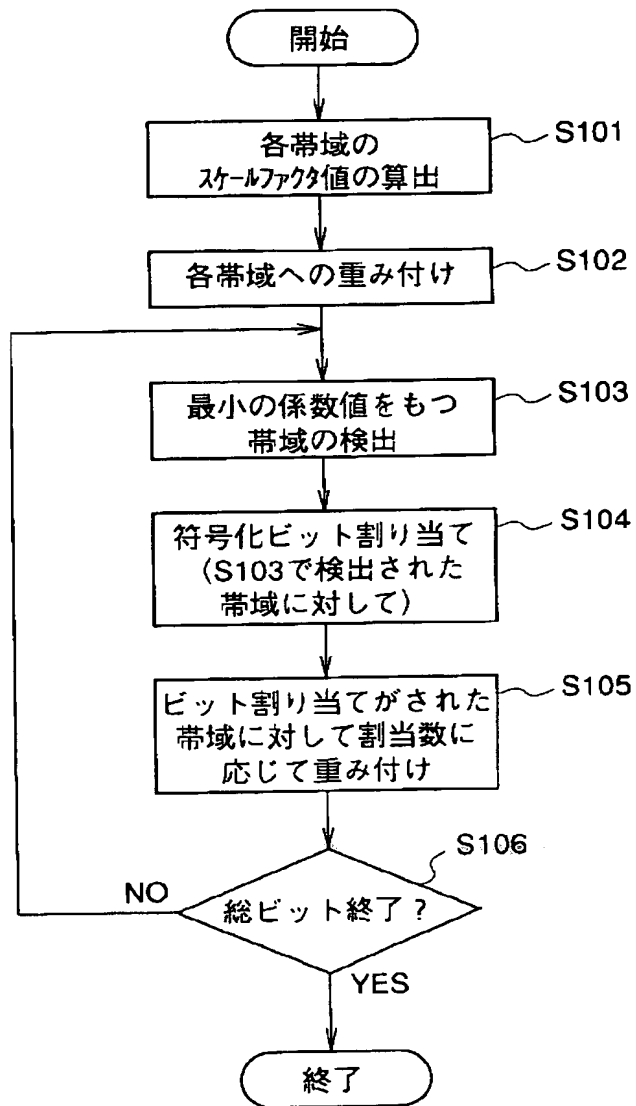 開始
各帯域の
スケールファクタ値の算出
S101
各帯域への重み付け
S102
最小の係数値をもつ
帯域の検出
S103
符号化ビット割り当て
(S103で検出された
帯域に対して)
S104
ビット割り当てがされた
帯域に対して割当数に
応じて重み付け
S105
S106
総ビット終了?
NO
YES
終了